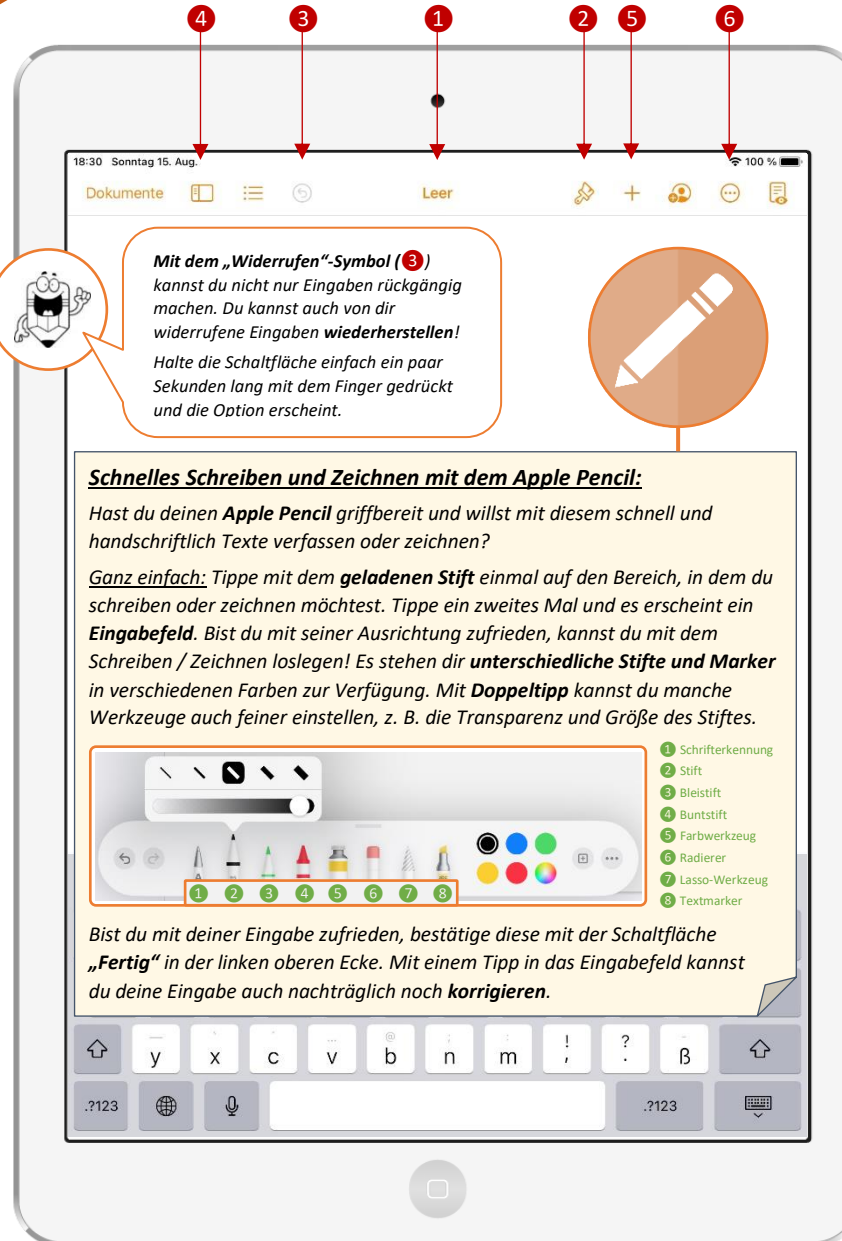 4 3 1 2 5 6
18:30 Sonntag 15. Aug.
100 %
Dokumente
Leer
Mit dem „Widerrufen“-Symbol (3)
kannst du nicht nur Eingaben rückgängig
machen. Du kannst auch von dir
widerrufene Eingaben wiederherstellen!
Halte die Schaltfläche einfach ein paar
Sekunden lang mit dem Finger gedrückt
und die Option erscheint.
Schnelles Schreiben und Zeichnen mit dem Apple Pencil:
Hast du deinen Apple Pencil griffbereit und willst mit diesem schnell und
handschriftlich Texte verfassen oder zeichnen?
Ganz einfach: Tippe mit dem geladenen Stift einmal auf den Bereich, in dem du
schreiben oder zeichnen möchtest. Tippe ein zweites Mal und es erscheint ein
Eingabefeld. Bist du mit seiner Ausrichtung zufrieden, kannst du mit dem
Schreiben / Zeichnen loslegen! Es stehen dir unterschiedliche Stifte und Marker
in verschiedenen Farben zur Verfügung. Mit Doppeltipp kannst du manche
Werkzeuge auch feiner einstellen, z. B. die Transparenz und Größe des Stiftes.
1 2 3 4 5 6 7 8
1 Schrifterkennung
2 Stift
3 Bleistift
4 Buntstift
5 Farbwerkzeug
6 Radierer
7 Lasso-Werkzeug
8 Textmarker
Bist du mit deiner Eingabe zufrieden, bestätige diese mit der Schaltfläche
„Fertig“ in der linken oberen Ecke. Mit einem Tipp in das Eingabefeld kannst
du deine Eingabe auch nachträglich noch korrigieren.
y x c v @ b ; n : m ! , ? . - ß
.?123 .?123